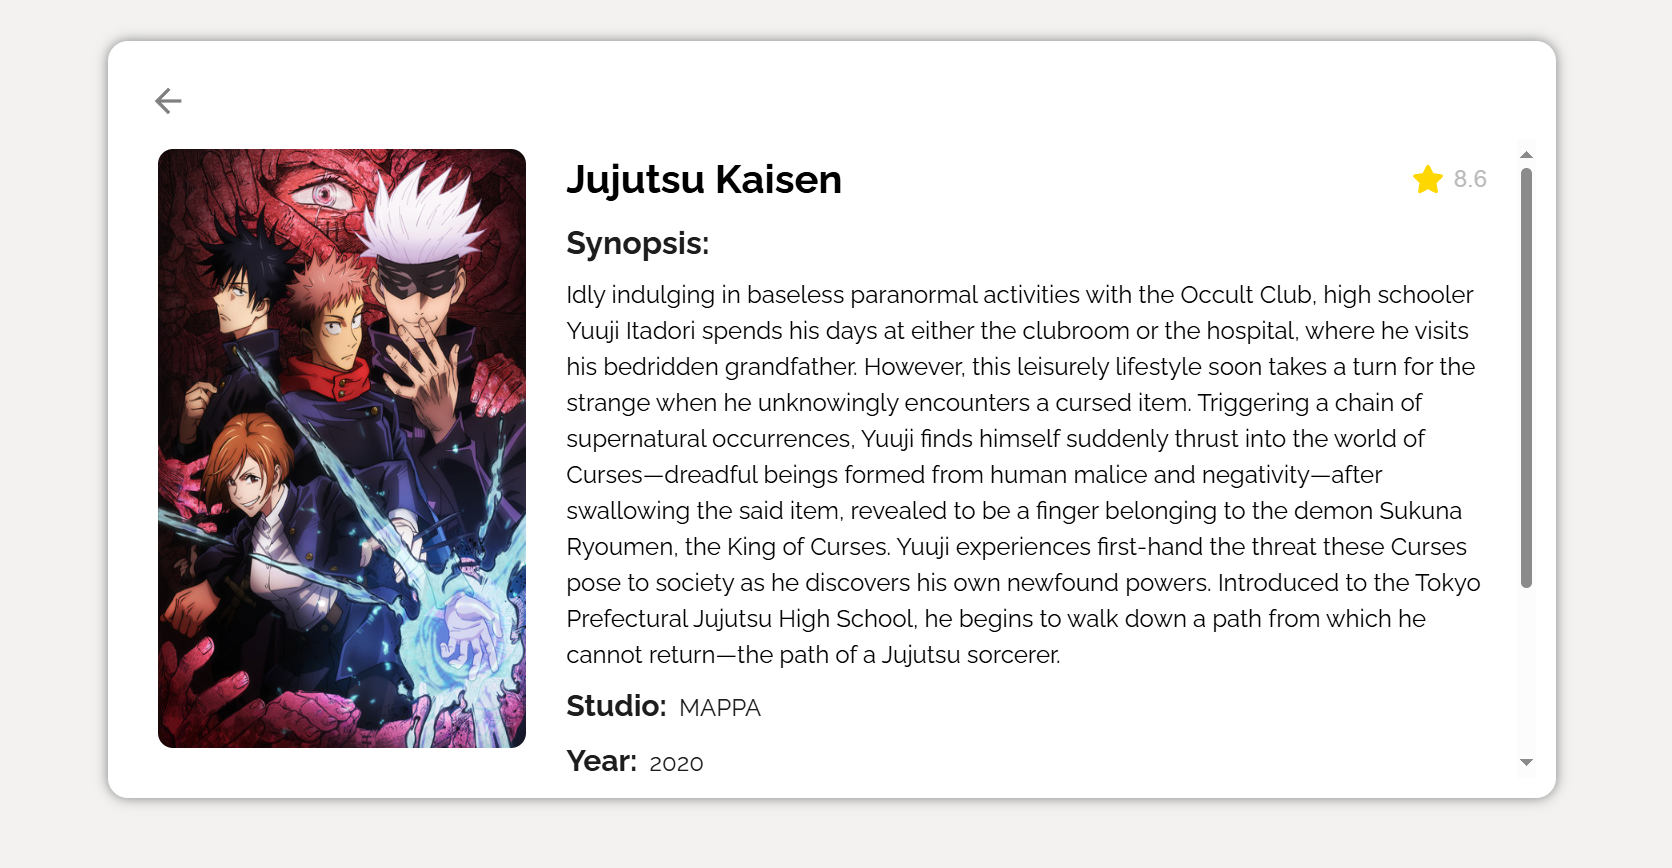 Jujutsu Kaisen
8.6
Synopsis:
Idly indulging in baseless paranormal activities with the Occult Club, high schooler
Yuuji Itadori spends his days at either the clubroom or the hospital, where he visits
his bedridden grandfather. However, this leisurely lifestyle soon takes a turn for the
strange when he unknowingly encounters a cursed item. Triggering a chain of
supernatural occurrences, Yuuji finds himself suddenly thrust into the world of
Curses—dreadful beings formed from human malice and negativity—after
swallowing the said item, revealed to be a finger belonging to the demon Sukuna
Ryoumen, the King of Curses. Yuuji experiences first-hand the threat these Curses
pose to society as he discovers his own newfound powers. Introduced to the Tokyo
Prefectural Jujutsu High School, he begins to walk down a path from which he
cannot return—the path of a Jujutsu sorcerer.
Studio: MAPPA
Year: 2020